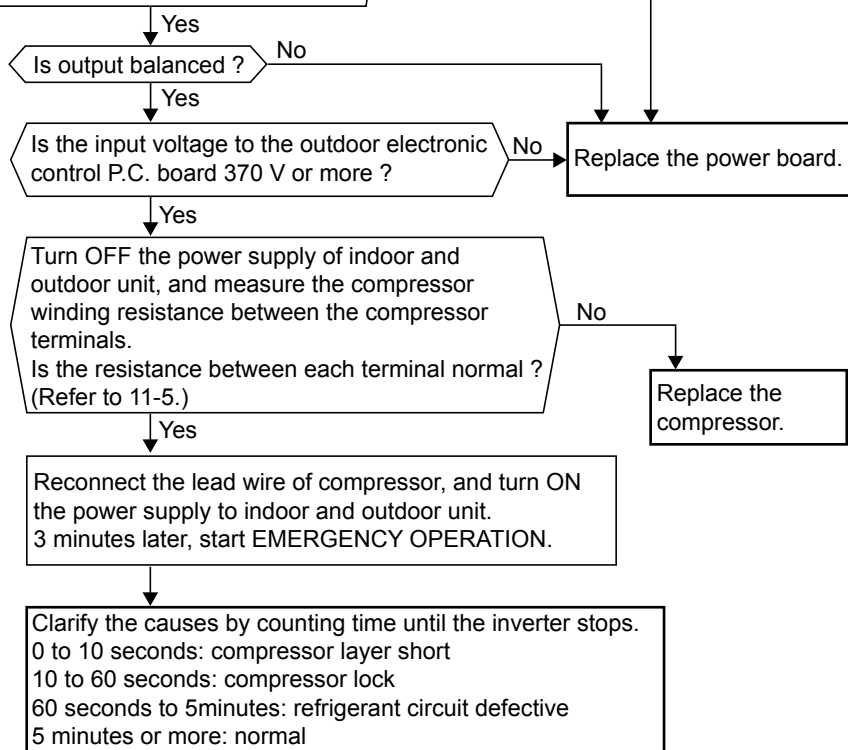 Yes
Is output balanced ?
No
Yes
Is the input voltage to the outdoor electronic
control P.C. board 370 V or more ?
No
Replace the power board.
Yes
Turn OFF the power supply of indoor and
outdoor unit, and measure the compressor
winding resistance between the compressor
terminals.
Is the resistance between each terminal normal ?
(Refer to 11-5.)
No
Replace the
compressor.
Yes
Reconnect the lead wire of compressor, and turn ON
the power supply to indoor and outdoor unit.
3 minutes later, start EMERGENCY OPERATION.
Clarify the causes by counting time until the inverter stops.
0 to 10 seconds: compressor layer short
10 to 60 seconds: compressor lock
60 seconds to 5minutes: refrigerant circuit defective
5 minutes or more: normal